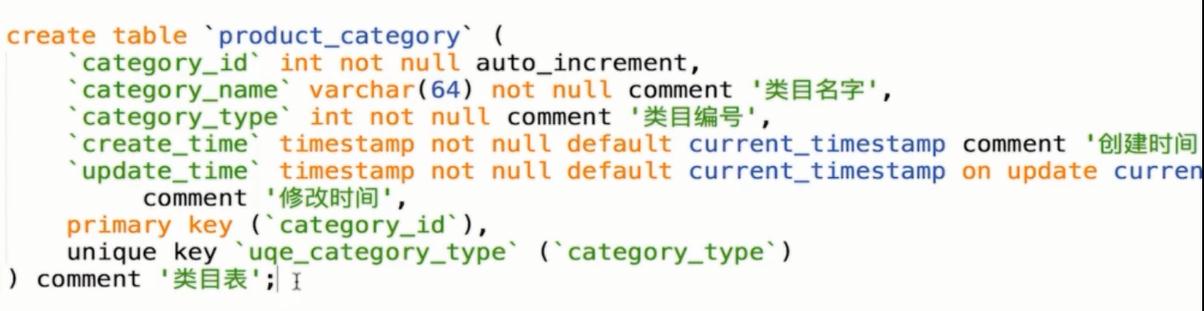 create table `product_category` (
    `category_id` int not null auto_increment,
    `category_name` varchar(64) not null comment '类目名字',
    `category_type` int not null comment '类目编号',
    `create_time` timestamp not null default current_timestamp comment '创建时间
    `update_time` timestamp not null default current_timestamp on update curren
        comment '修改时间',
    primary key (`category_id`),
    unique key `uqe_category_type` (`category_type`)
) comment '类目表';